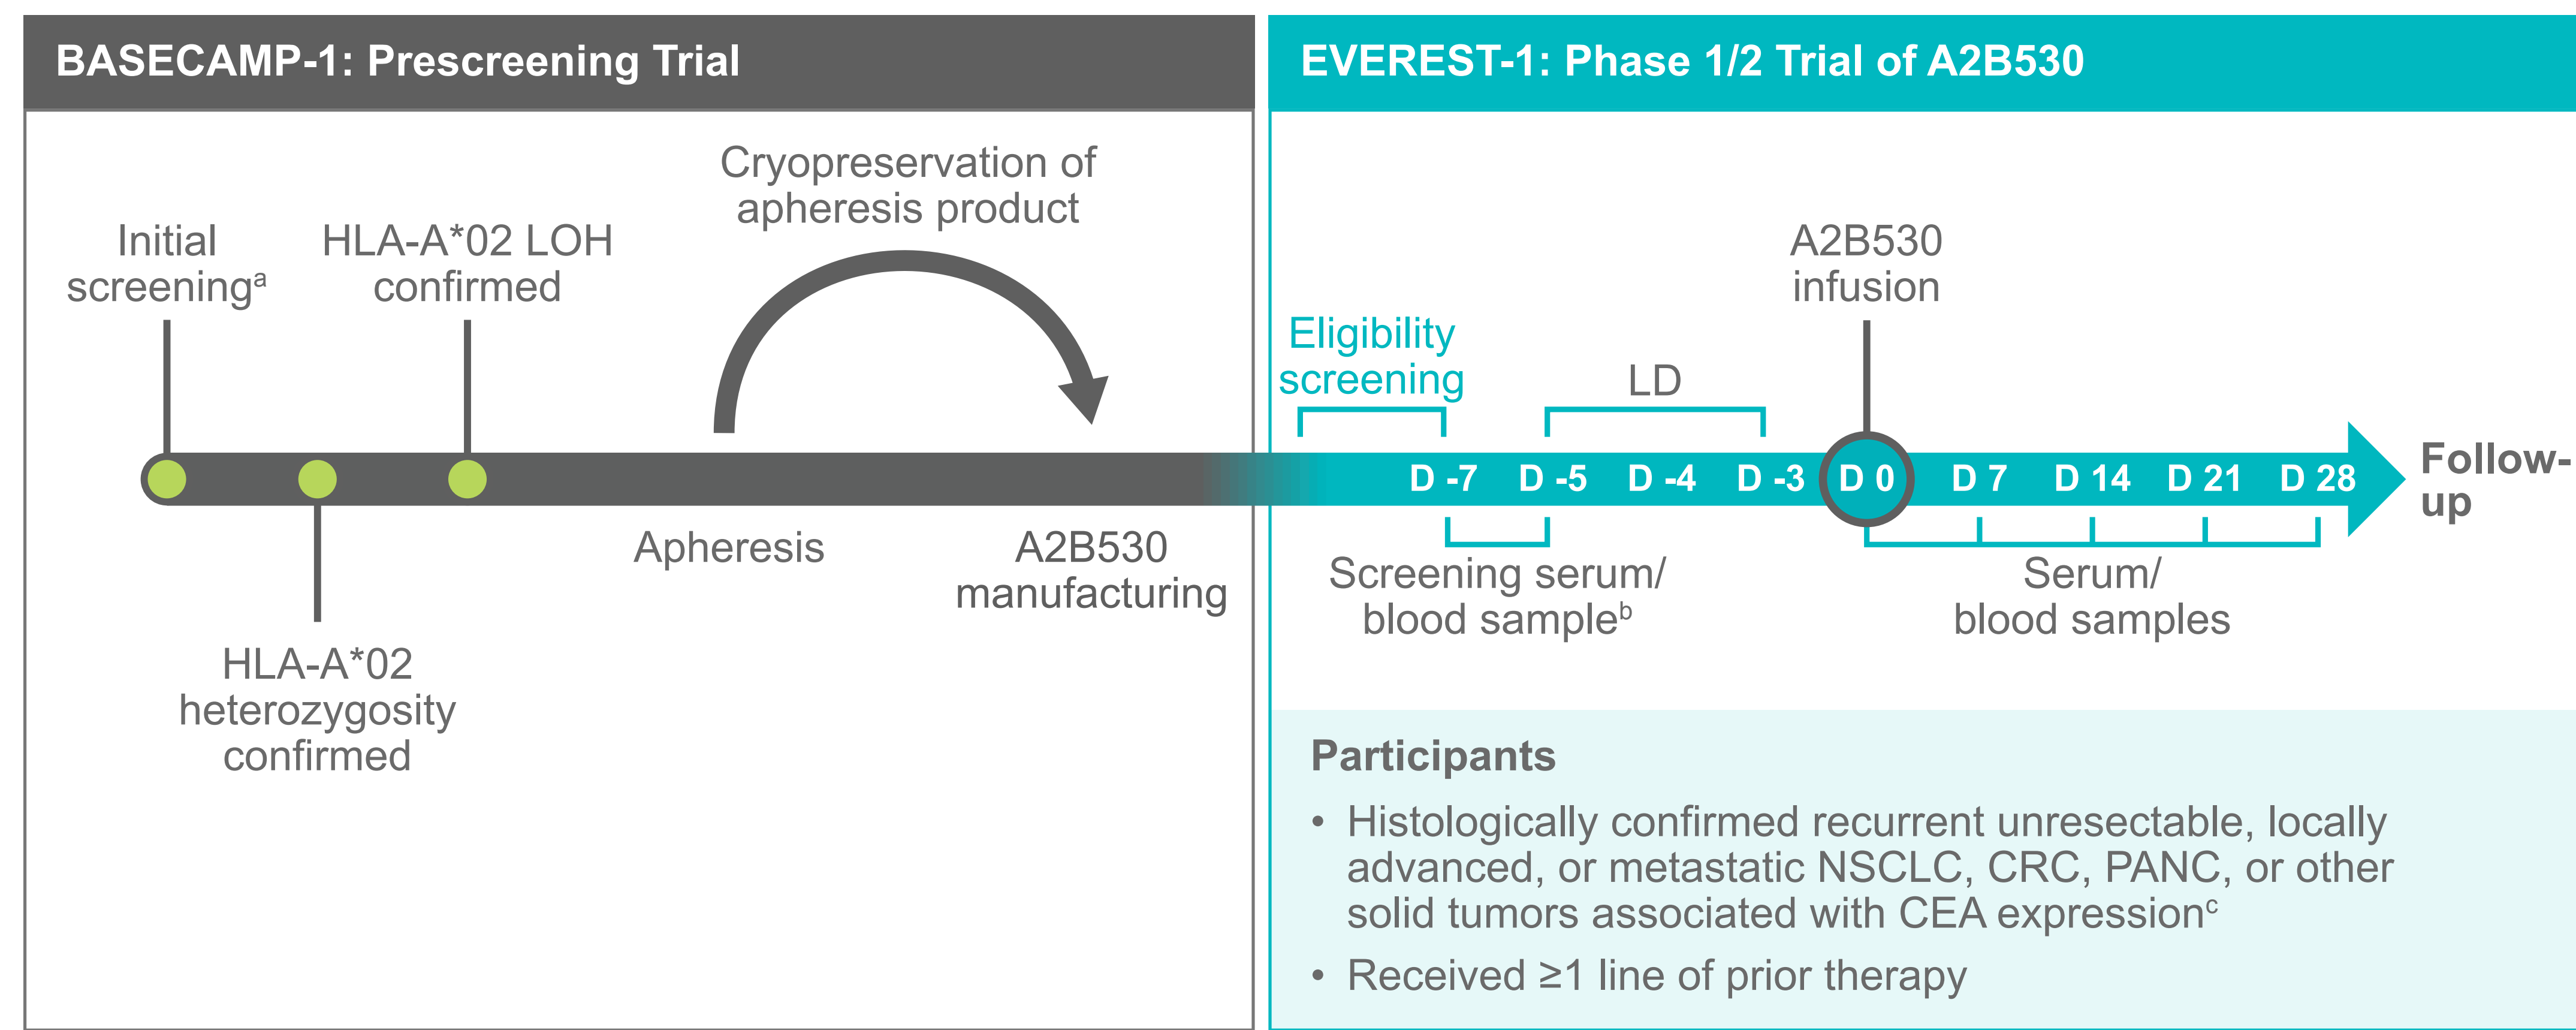 BASECAMP-1: Prescreening Trial
Initial
screeningᵃ
HLA-A*02 LOH
confirmed
Cryopreservation of
apheresis product
Apheresis
A2B530
manufacturing
HLA-A*02
heterozygosity
confirmed
EVEREST-1: Phase 1/2 Trial of A2B530
A2B530
infusion
Eligibility
screening
LD
D -7 D -5 D -4 D -3 D 0 D 7 D 14 D 21 D 28
Follow-
up
Screening serum/
blood sampleᵇ
Serum/
blood samples
Participants
• Histologically confirmed recurrent unresectable, locally
advanced, or metastatic NSCLC, CRC, PANC, or other
solid tumors associated with CEA expressionᶜ
• Received ≥1 line of prior therapy